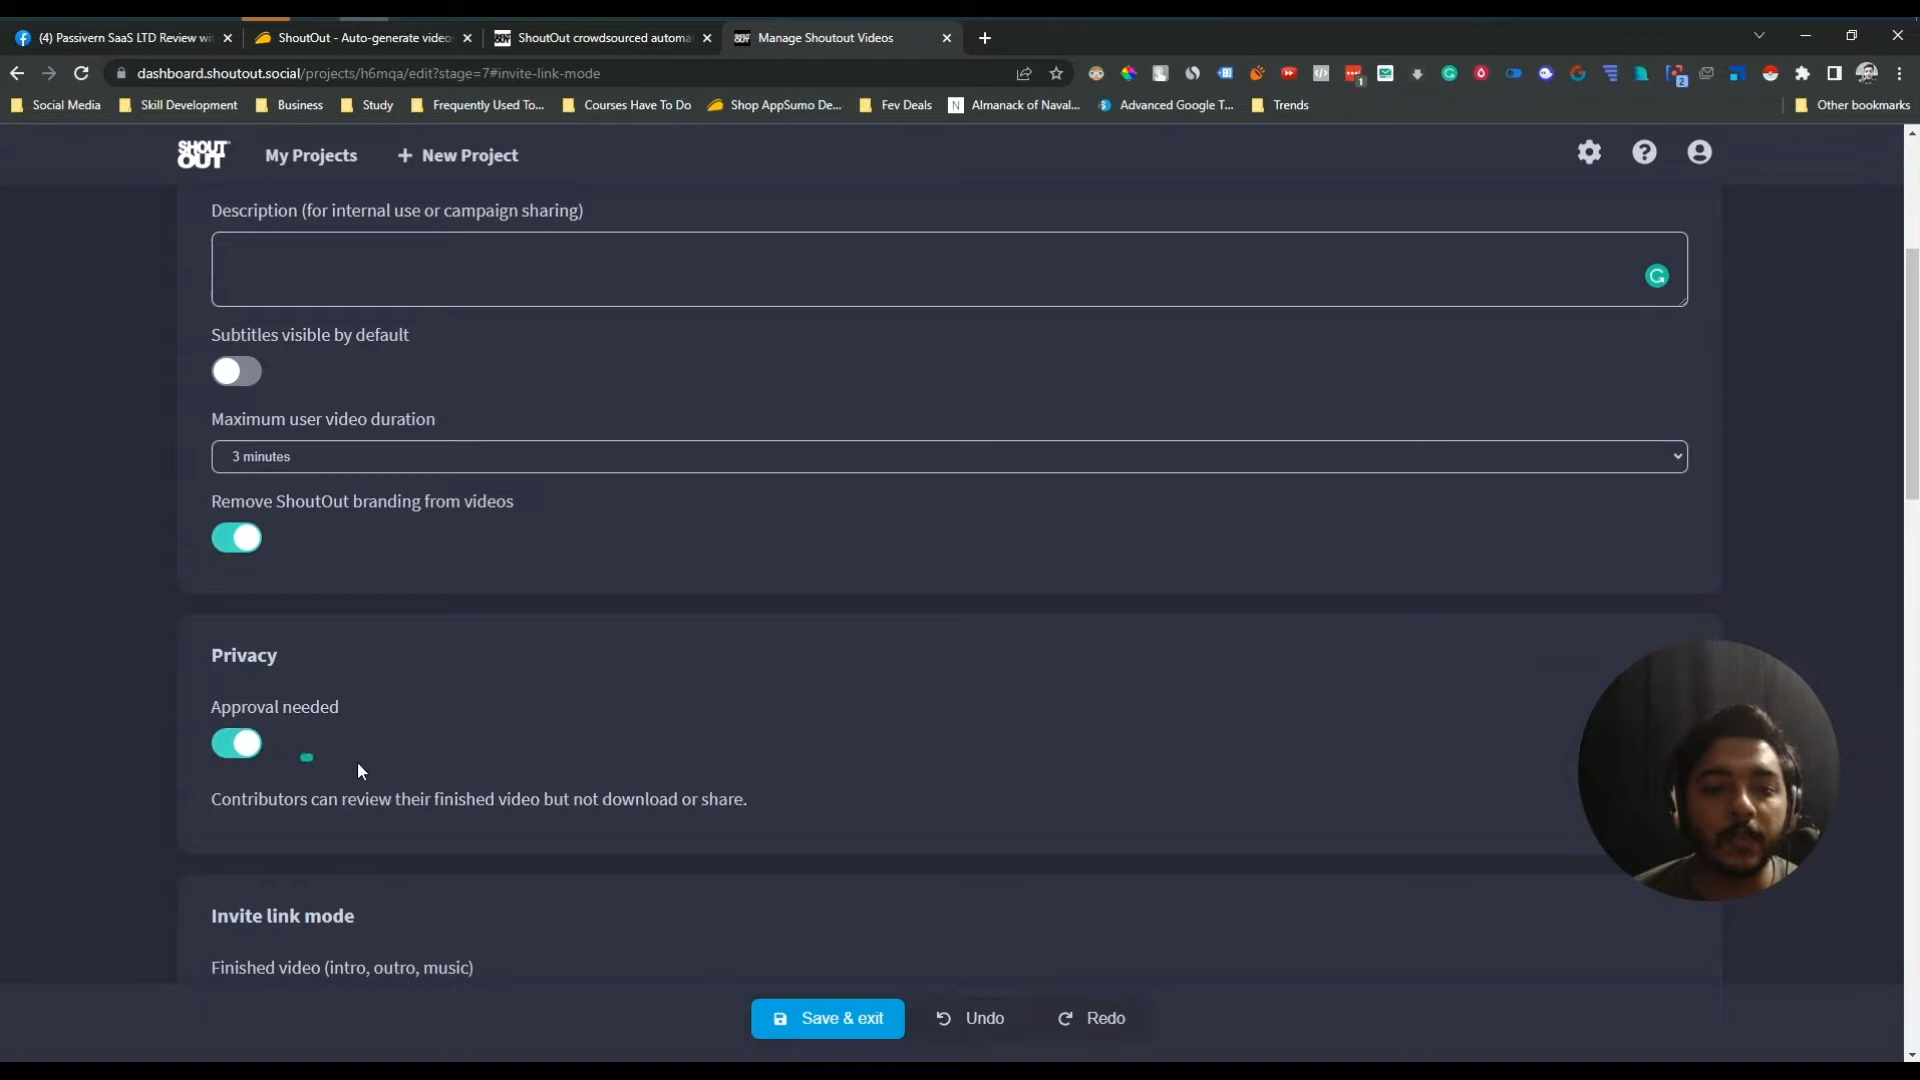 (4) Passivern SaaS LTD Review wi
ShoutOut - Auto-generate video
ShoutOut crowdsourced automa
Manage Shoutout Videos
dashboard.shoutout.social/projects/h6mqa/edit?stage=7#invite-link-mode
Social Media
Skill Development
Business
Study
Frequently Used To...
Courses Have To Do
Shop AppSumo De...
Fev Deals
Almanack of Naval...
Advanced Google T...
Trends
Other bookmarks
SHOUT
OUT
My Projects
+ New Project
Description (for internal use or campaign sharing)
Subtitles visible by default
Maximum user video duration
3 minutes
Remove ShoutOut branding from videos
Privacy
Approval needed
Contributors can review their finished video but not download or share.
Invite link mode
Finished video (intro, outro, music)
Save & exit
Undo
Redo